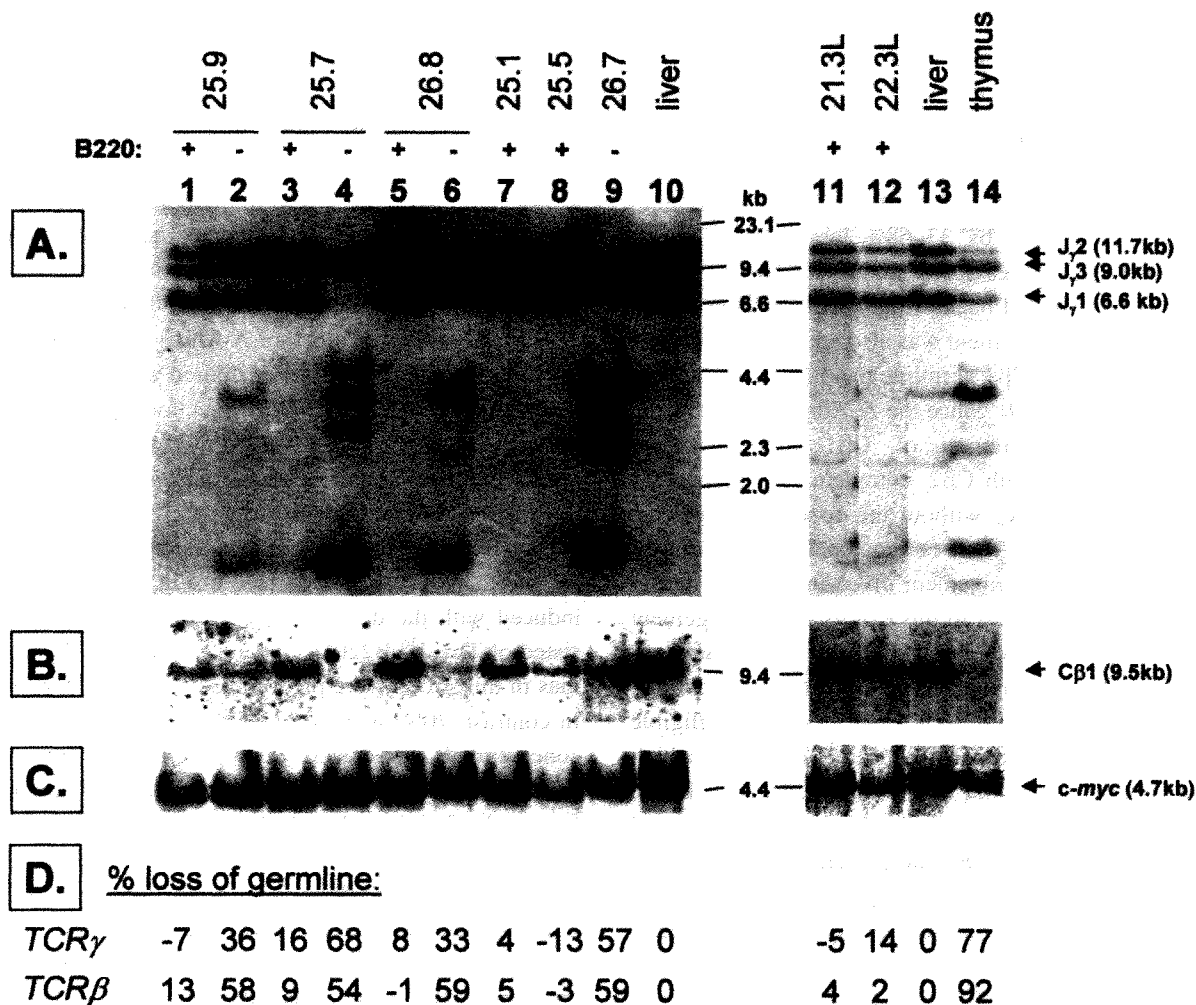 25.9 25.7 26.8 25.1 25.5 26.7 liver 21.3L 22.3L liver thymus
B220: + - + - + - + + - + +
1 2 3 4 5 6 7 8 9 10 kb 11 12 13 14
A.
23.1
Jγ2 (11.7kb)
9.4 Jγ3 (9.0kb)
6.6 Jγ1 (6.6 kb)
4.4
2.3
2.0
B.
9.4 Cβ1 (9.5kb)
C.
4.4 c-myc (4.7kb)
D. % loss of germline:
TCRγ -7 36 16 68 8 33 4 -13 57 0 -5 14 0 77
TCRβ 13 58 9 54 -1 59 5 -3 59 0 4 2 0 92